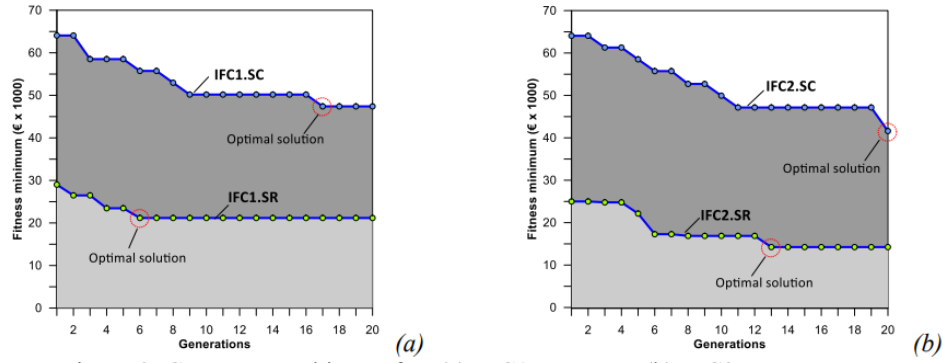 70
60
50
40
30
20
10
0
Fitness minimum (€ x 1000)
IFC1.SC
Optimal solution
IFC1.SR
Optimal solution
2 4 6 8 10 12 14 16 18 20
Generations
(a)
70
60
50
40
30
20
10
0
Fitness minimum (€ x 1000)
IFC2.SC
Optimal solution
IFC2.SR
Optimal solution
2 4 6 8 10 12 14 16 18 20
Generations
(b)